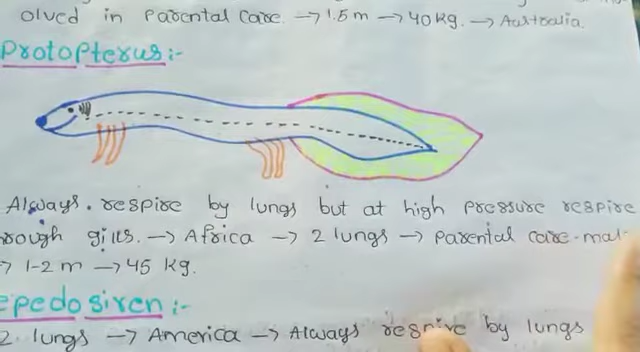 olved in Parental Care. → 1.5 m → 40 kg. → Australia.
Protopterus:-
Always. respire by lungs but at high pressure respire
rough gills. → Africa → 2 lungs → parental care-mal
→ 1-2 m → 45 kg.
epedosiren:-
2 lungs → America → Always respire by lungs